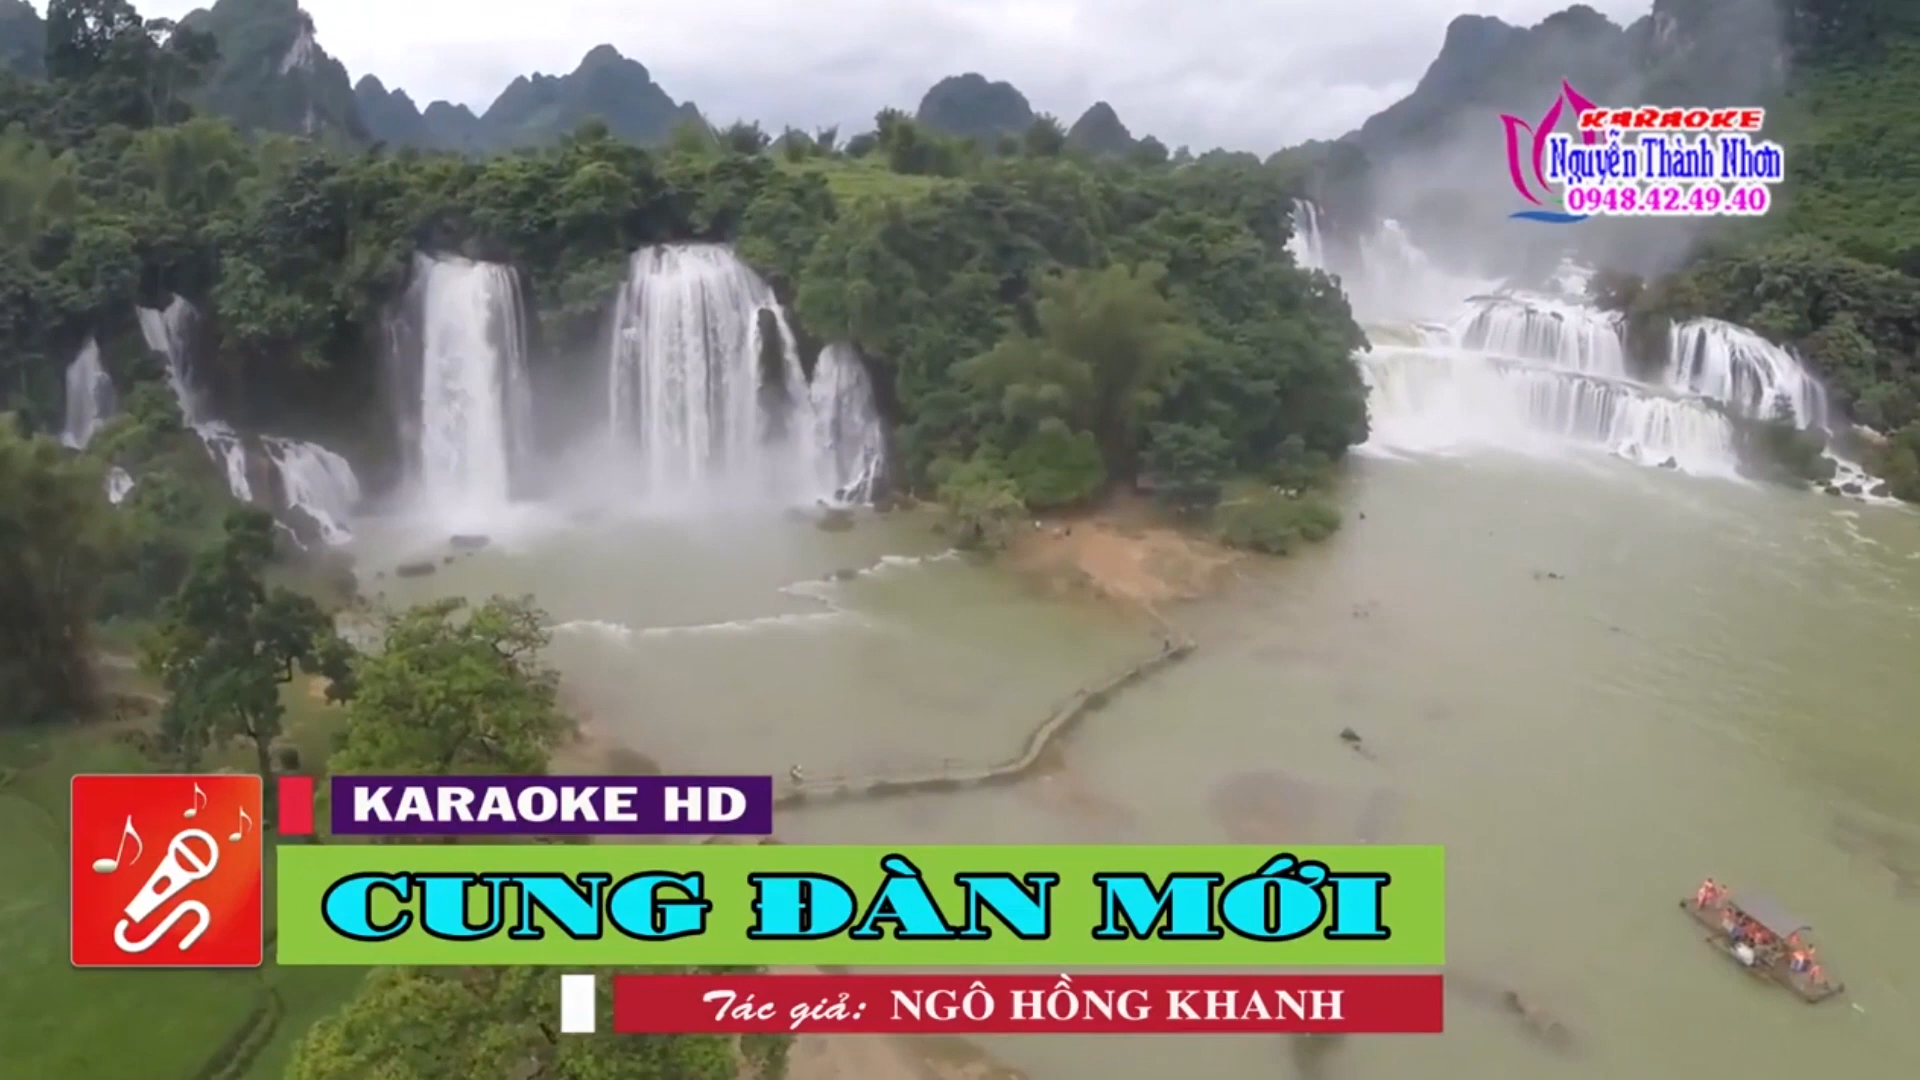 KARAOKE
Nguyễn Thành Nhơn
0948.42.49.40
KARAOKE HD
CUNG ĐÀN MỚI
Tác giả: NGÔ HỒNG KHANH